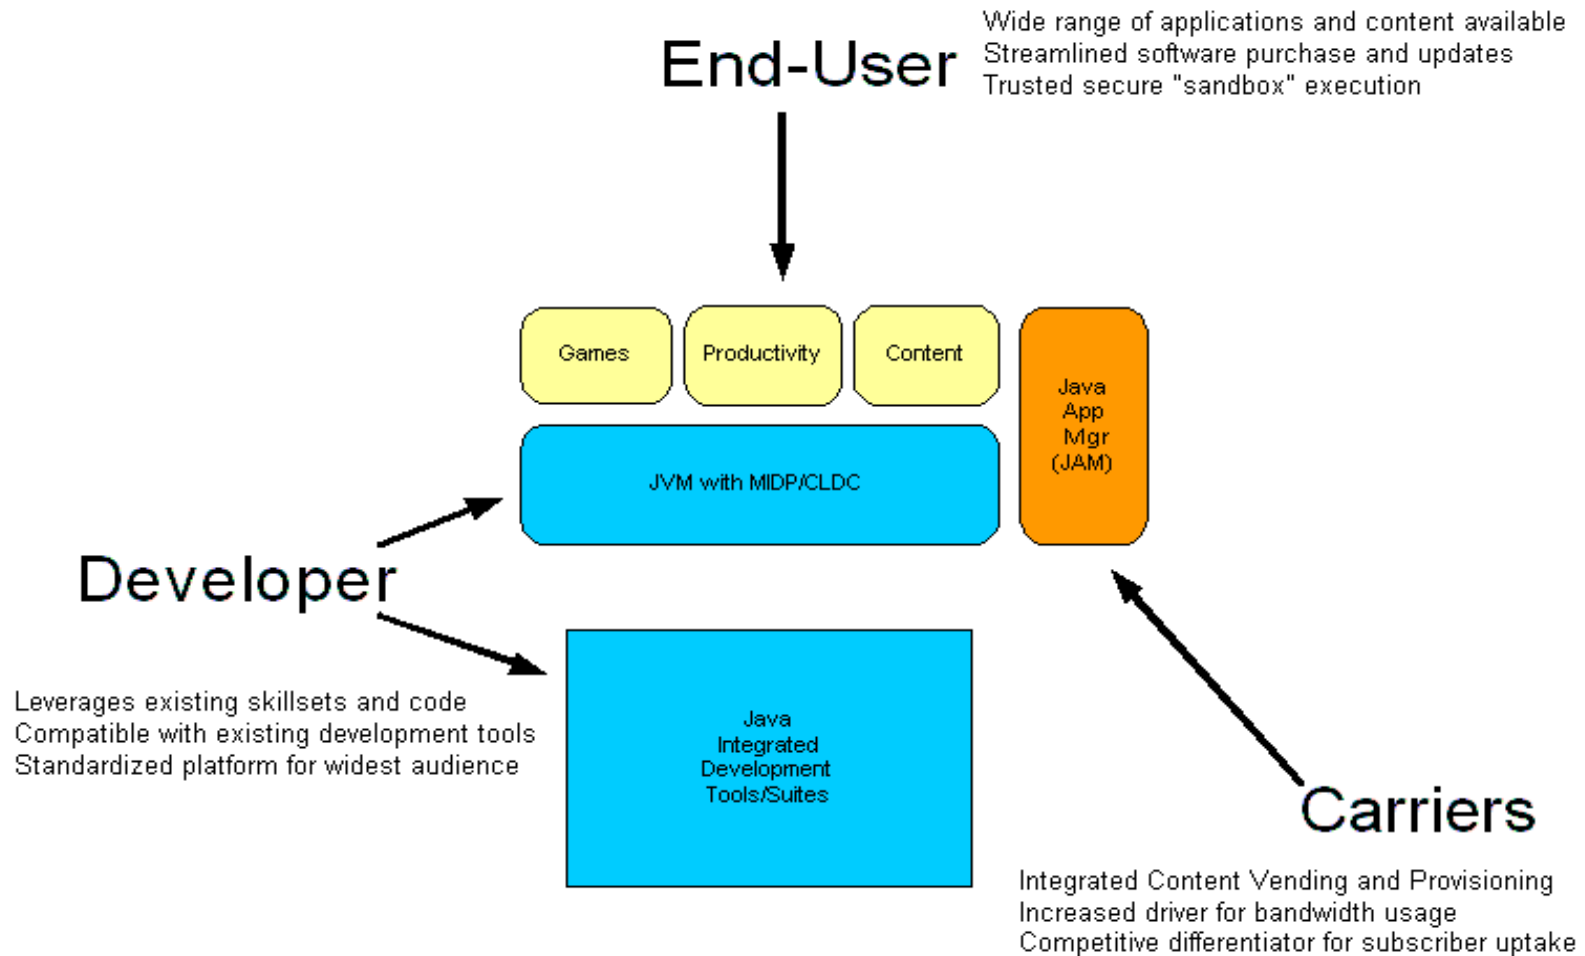 End-User
Wide range of applications and content available
Streamlined software purchase and updates
Trusted secure "sandbox" execution
Games
Productivity
Content
Java
App
Mgr
(JAM)
JVM with MIDP/CLDC
Developer
Leverages existing skillsets and code
Compatible with existing development tools
Standardized platform for widest audience
Java
Integrated
Development
Tools/Suites
Carriers
Integrated Content Vending and Provisioning
Increased driver for bandwidth usage
Competitive differentiator for subscriber uptake